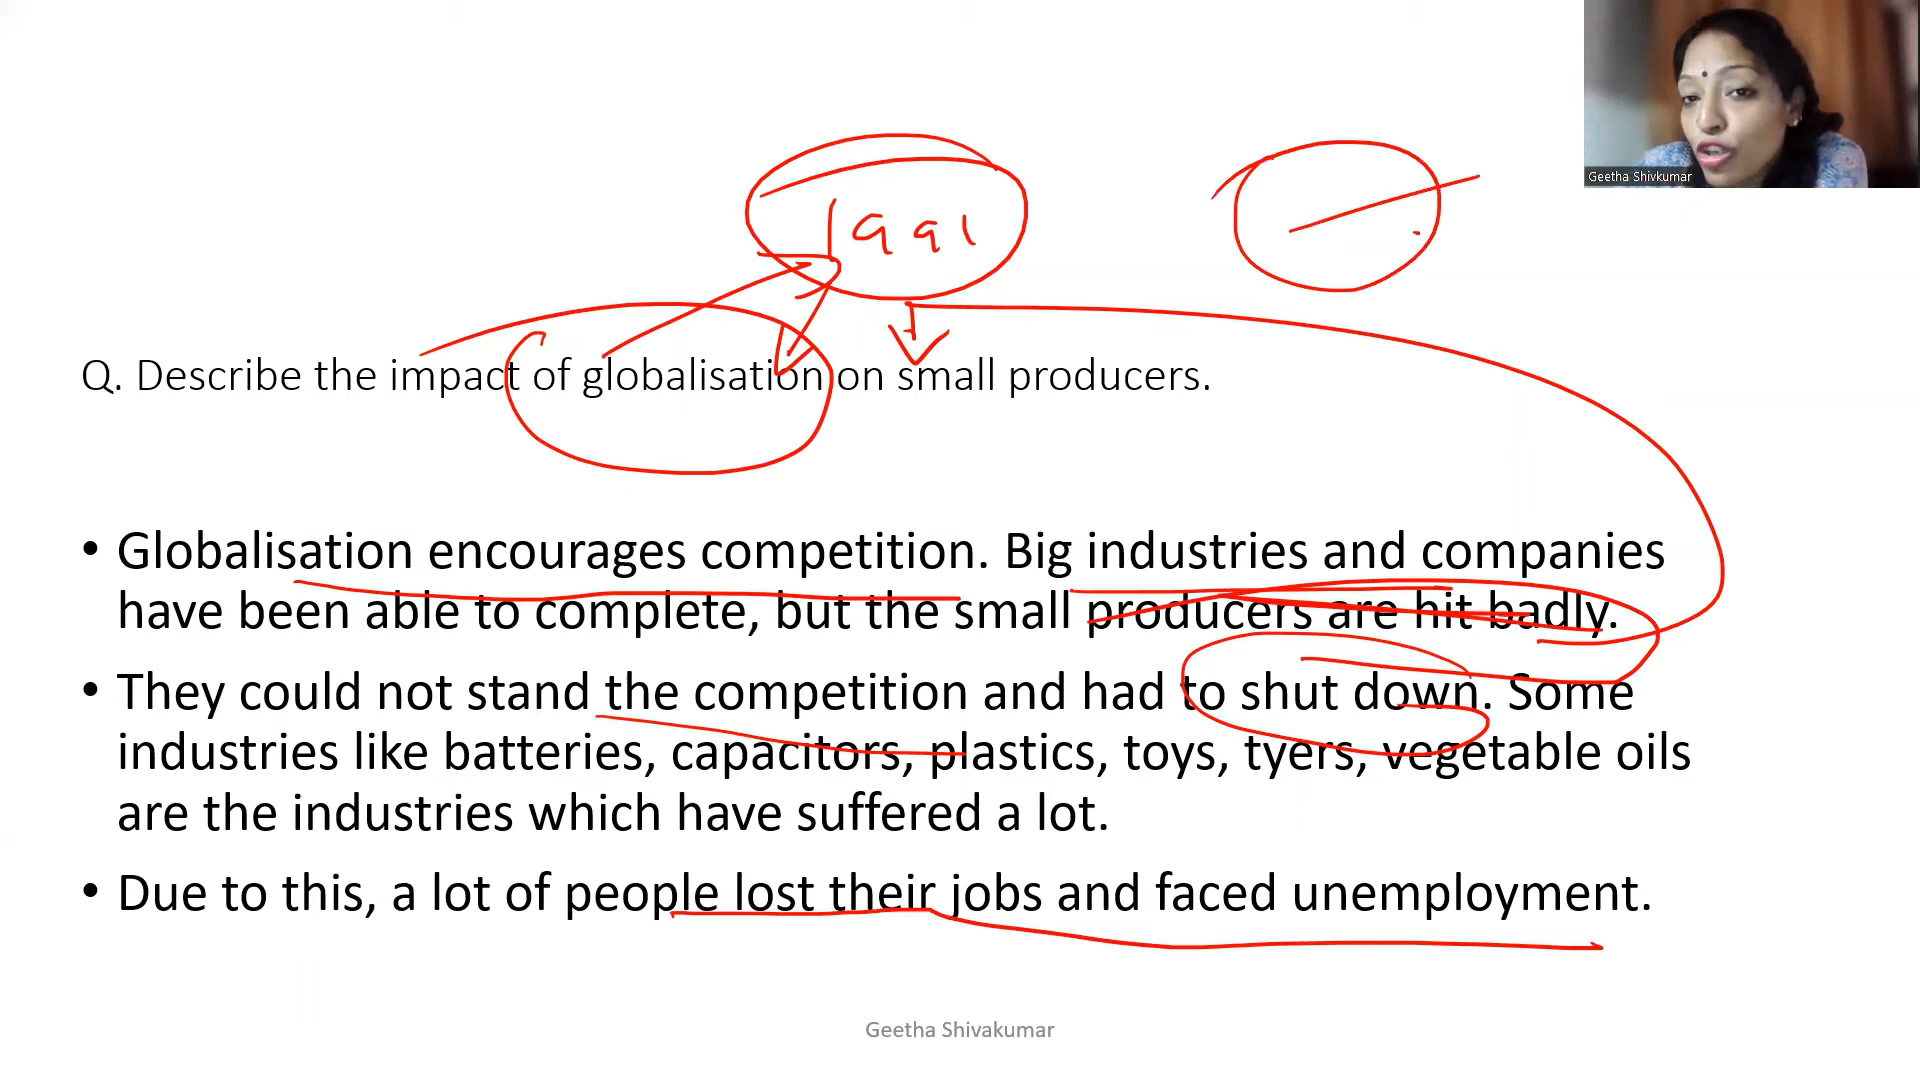 Geetha Shivkumar
1991
Q. Describe the impact of globalisation on small producers.
• Globalisation encourages competition. Big industries and companies
have been able to complete, but the small producers are hit badly.
• They could not stand the competition and had to shut down. Some
industries like batteries, capacitors, plastics, toys, tyers, vegetable oils
are the industries which have suffered a lot.
• Due to this, a lot of people lost their jobs and faced unemployment.
Geetha Shivakumar